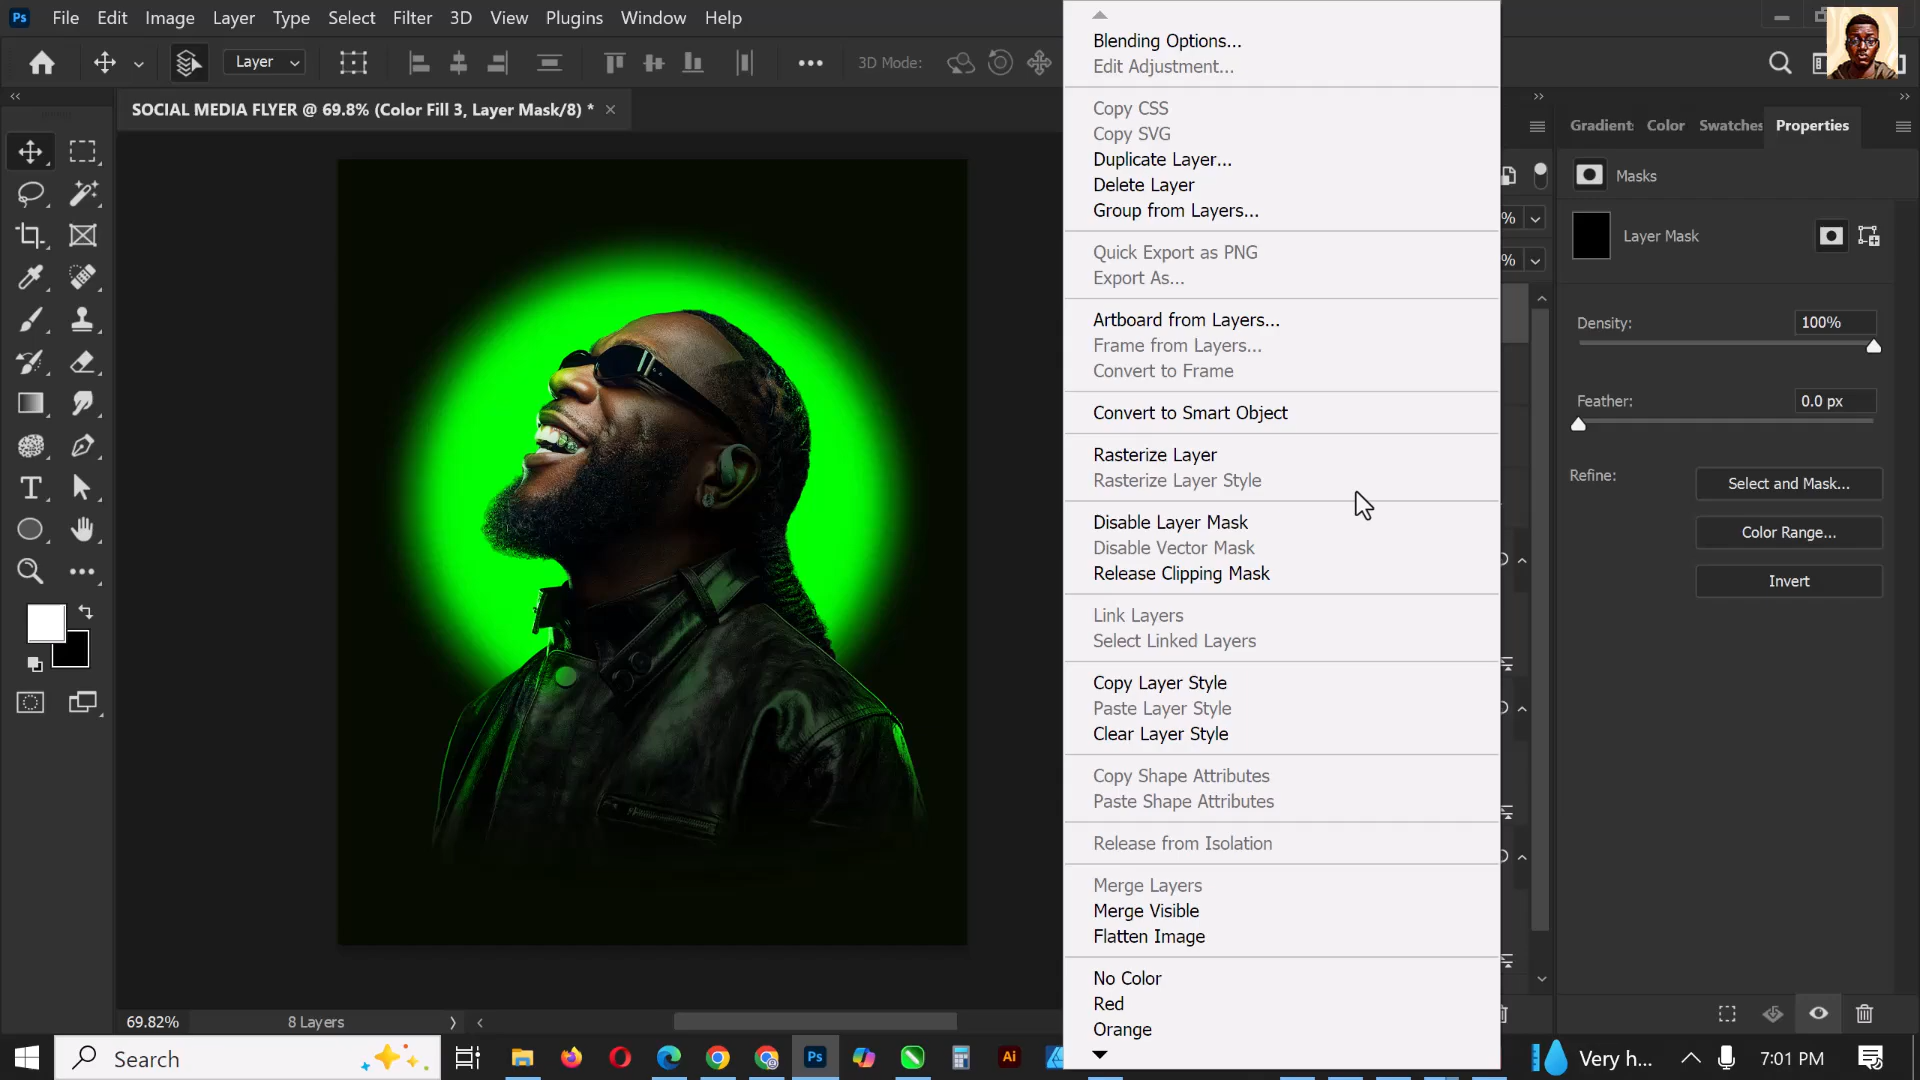 Ps File Edit Image Layer Type Select Filter 3D View Plugins Window Help
Layer 3D Mode:
SOCIAL MEDIA FLYER @ 69.8% (Color Fill 3, Layer Mask/8) *
Blending Options...
Edit Adjustment...
Copy CSS
Copy SVG
Duplicate Layer...
Delete Layer
Group from Layers...
Quick Export as PNG
Export As...
Artboard from Layers...
Frame from Layers...
Convert to Frame
Convert to Smart Object
Rasterize Layer
Rasterize Layer Style
Disable Layer Mask
Disable Vector Mask
Release Clipping Mask
Link Layers
Select Linked Layers
Copy Layer Style
Paste Layer Style
Clear Layer Style
Copy Shape Attributes
Paste Shape Attributes
Release from Isolation
Merge Layers
Merge Visible
Flatten Image
No Color
Red
Orange
%
%
Gradient Color Swatches Properties
Masks
Layer Mask
Density: 100%
Feather: 0.0 px
Refine: Select and Mask...
Color Range...
Invert
69.82% 8 Layers
Search Ps Ai Very h... 7:01 PM